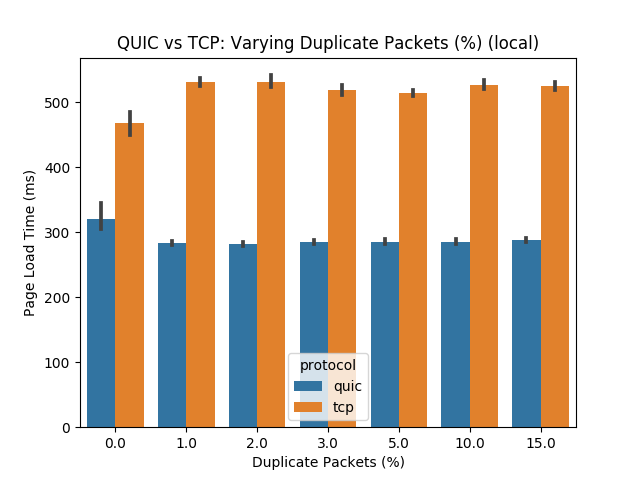 QUIC vs TCP: Varying Duplicate Packets (%) (local)
Page Load Time (ms)
500
400
300
200
100
0
protocol
quic
tcp
0.0 1.0 2.0 3.0 5.0 10.0 15.0
Duplicate Packets (%)